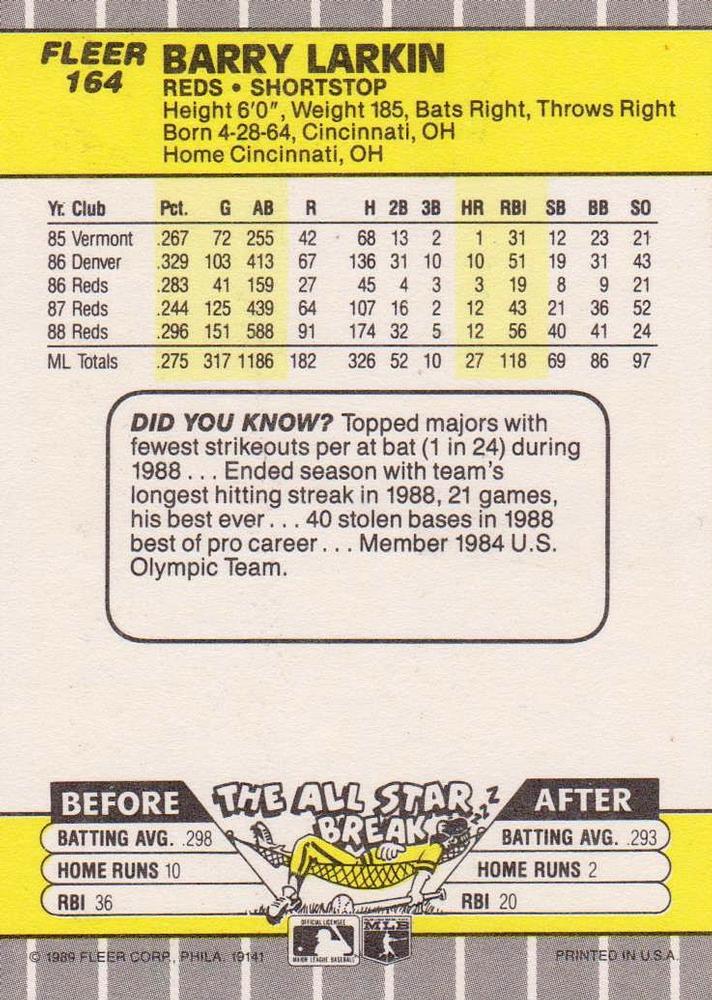 FLEER
164
BARRY LARKIN
REDS • SHORTSTOP
Height 6'0", Weight 185, Bats Right, Throws Right
Born 4-28-64, Cincinnati, OH
Home Cincinnati, OH
Yr. Club Pct. G AB R H 2B 3B HR RBI SB BB SO
85 Vermont .267 72 255 42 68 13 2 1 31 12 23 21
86 Denver .329 103 413 67 136 31 10 10 51 19 31 43
86 Reds .283 41 159 27 45 4 3 3 19 8 9 21
87 Reds .244 125 439 64 107 16 2 12 43 21 36 52
88 Reds .296 151 588 91 174 32 5 12 56 40 41 24
ML Totals .275 317 1186 182 326 52 10 27 118 69 86 97
DID YOU KNOW? Topped majors with
fewest strikeouts per at bat (1 in 24) during
1988 . . . Ended season with team's
longest hitting streak in 1988, 21 games,
his best ever . . . 40 stolen bases in 1988
best of pro career . . . Member 1984 U.S.
Olympic Team.
BEFORE
THE ALL STAR
BREAK
ZZZZ
AFTER
BATTING AVG. .298
HOME RUNS 10
RBI 36
BATTING AVG. .293
HOME RUNS 2
RBI 20
OFFICIAL LICENSEE
MAJOR LEAGUE BASEBALL
MLB
© 1989 FLEER CORP., PHILA. 19141
PRINTED IN U.S.A.